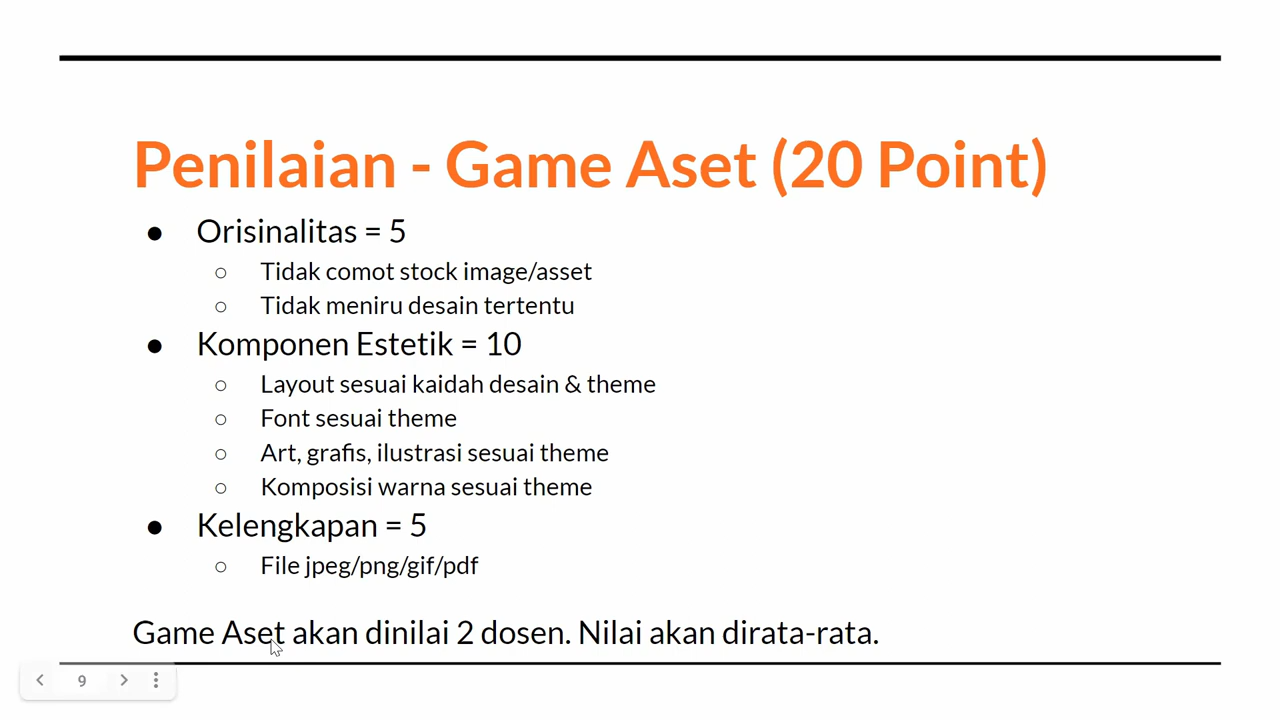 Penilaian - Game Aset (20 Point)
● Orisinalitas = 5
○ Tidak comot stock image/asset
○ Tidak meniru desain tertentu
● Komponen Estetik = 10
○ Layout sesuai kaidah desain & theme
○ Font sesuai theme
○ Art, grafis, ilustrasi sesuai theme
○ Komposisi warna sesuai theme
● Kelengkapan = 5
○ File jpeg/png/gif/pdf
Game Aset akan dinilai 2 dosen. Nilai akan dirata-rata.
9